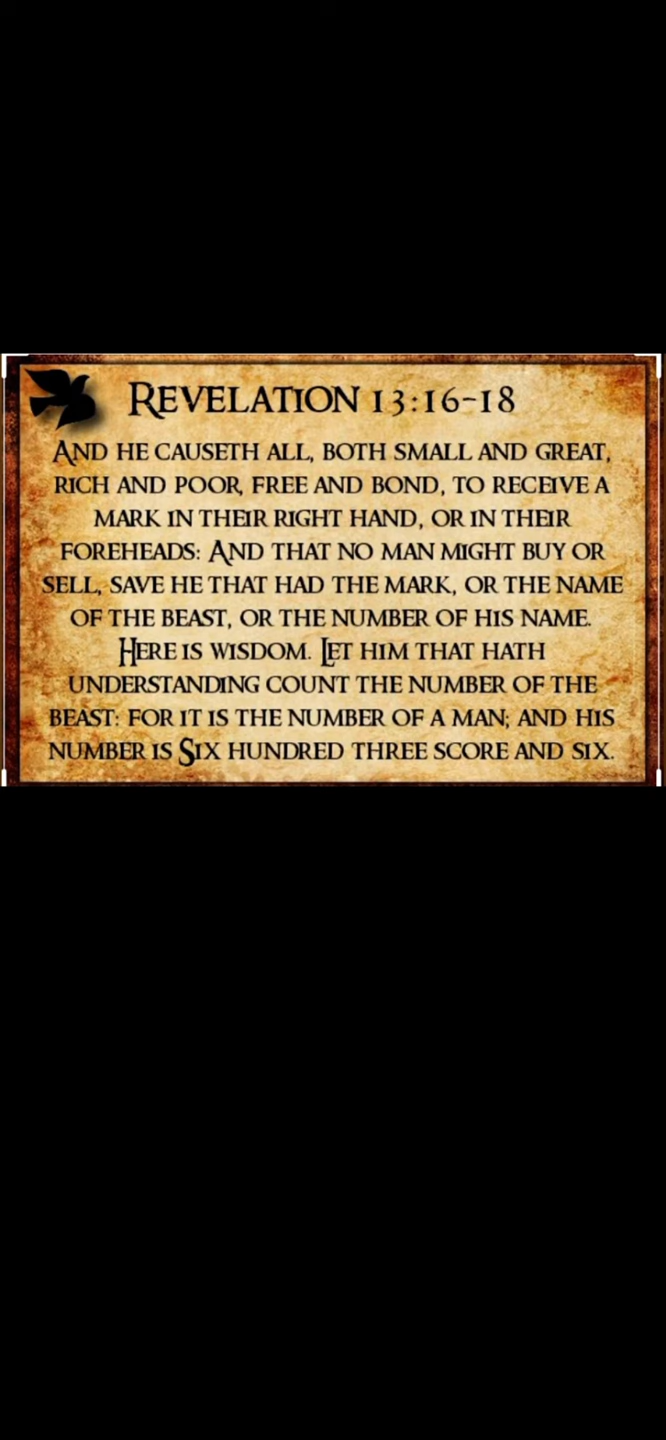 Revelation 13:16-18
And he causeth all, both small and great,
rich and poor, free and bond, to receive a
mark in their right hand, or in their
foreheads: And that no man might buy or
sell, save he that had the mark, or the name
of the beast, or the number of his name.
Here is wisdom. Let him that hath
understanding count the number of the
beast: for it is the number of a man; and his
number is Six hundred three score and six.